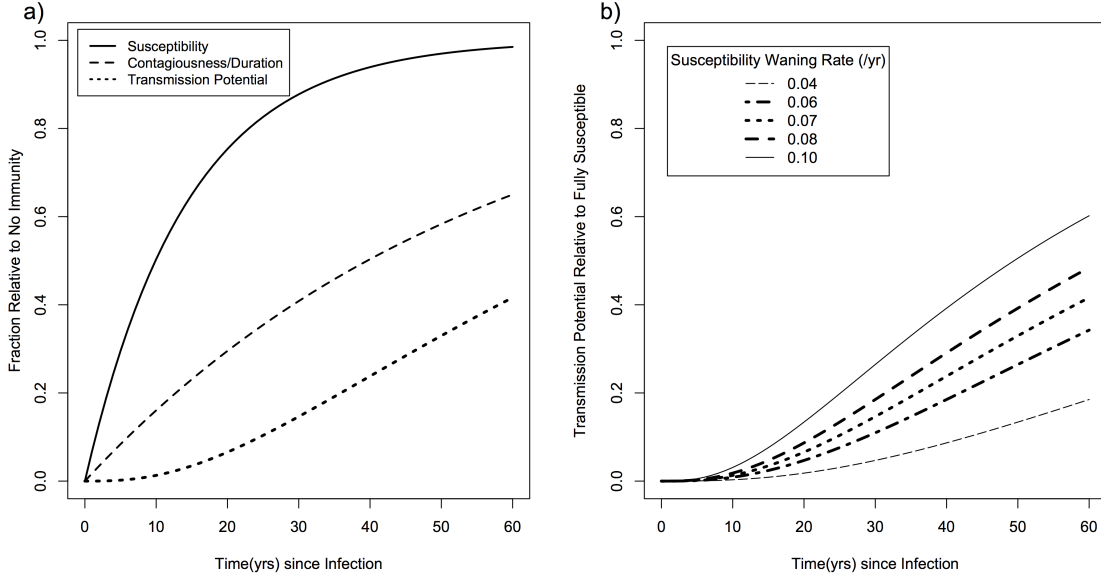 a)
Susceptibility
Contagiousness/Duration
Transmission Potential
Fraction Relative to No Immunity
1.0
0.8
0.6
0.4
0.2
0.0
0 10 20 30 40 50 60
Time(yrs) since Infection
b)
Susceptibility Waning Rate (/yr)
0.04
0.06
0.07
0.08
0.10
Transmission Potential Relative to Fully Susceptible
1.0
0.8
0.6
0.4
0.2
0.0
0 10 20 30 40 50 60
Time(yrs) since Infection